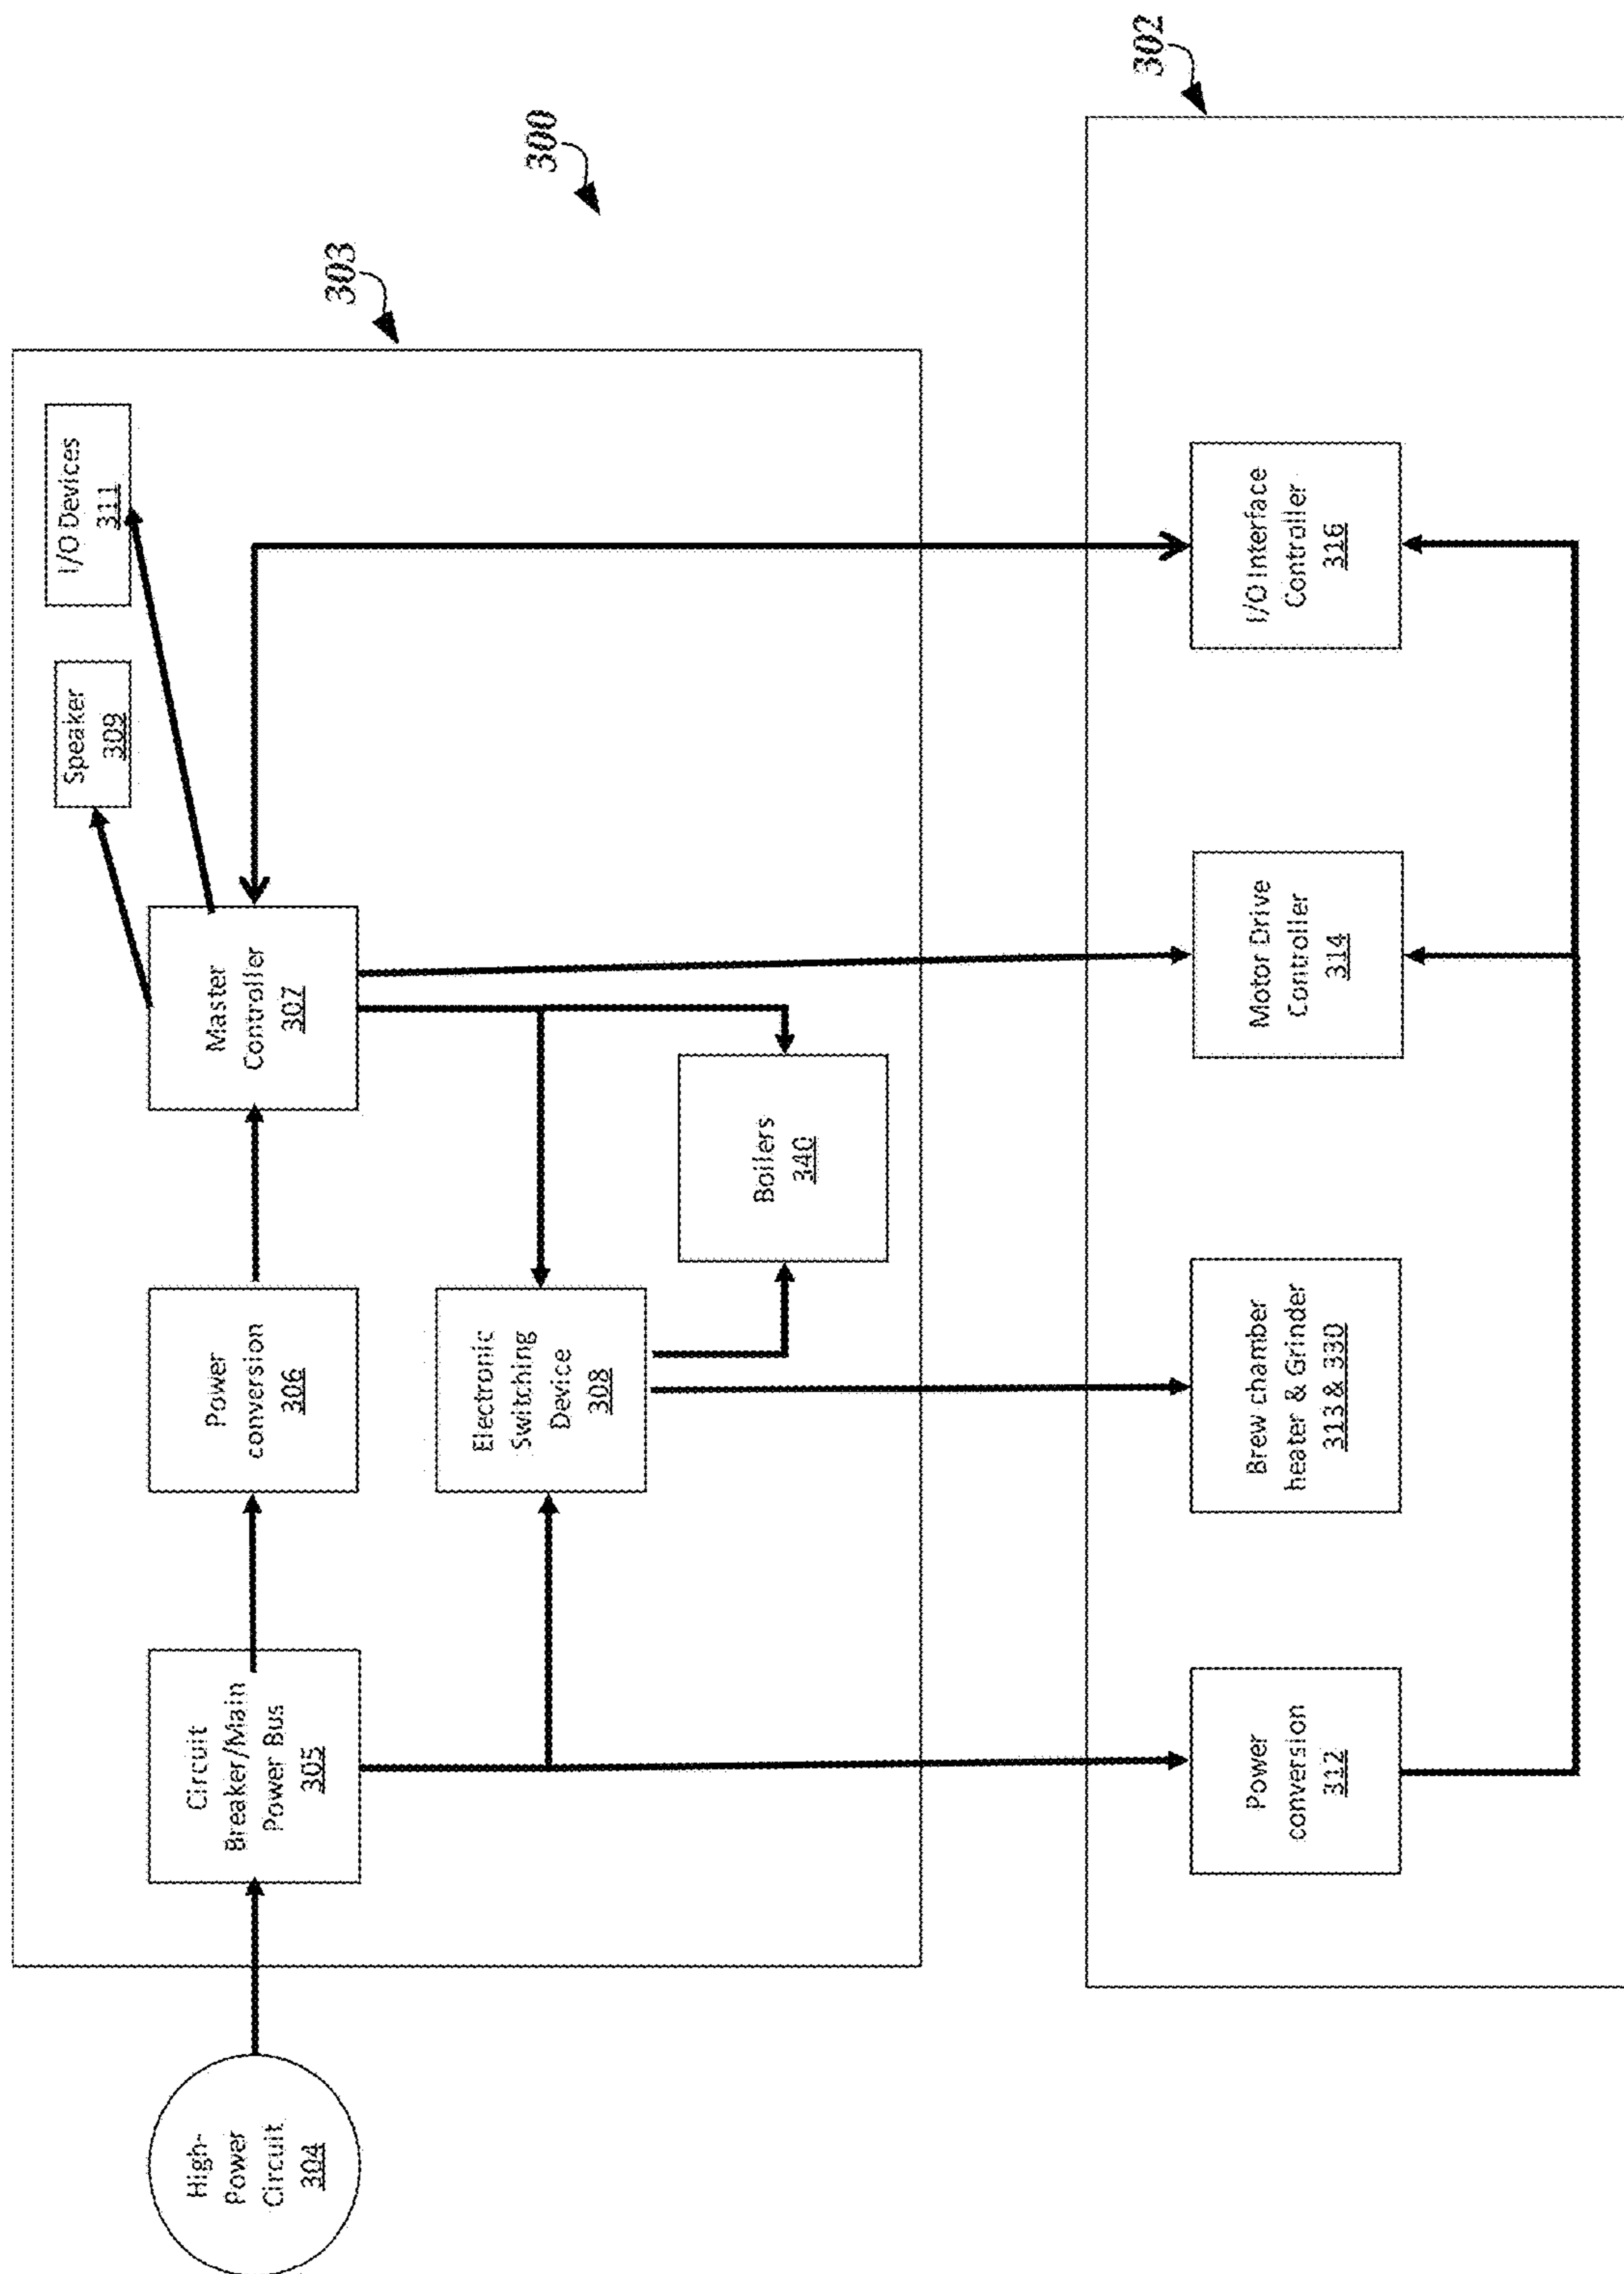 300
303
302
High-
Power
Circuit
304
Circuit
Breaker/Main
Power Bus
305
Power
conversion
306
Master
Controller
307
Speaker
309
I/O Devices
311
Electronic
Switching
Device
308
Boilers
340
Power
conversion
312
Brew chamber
heater & Grinder
313 & 330
Motor Drive
Controller
314
I/O Interface
Controller
316